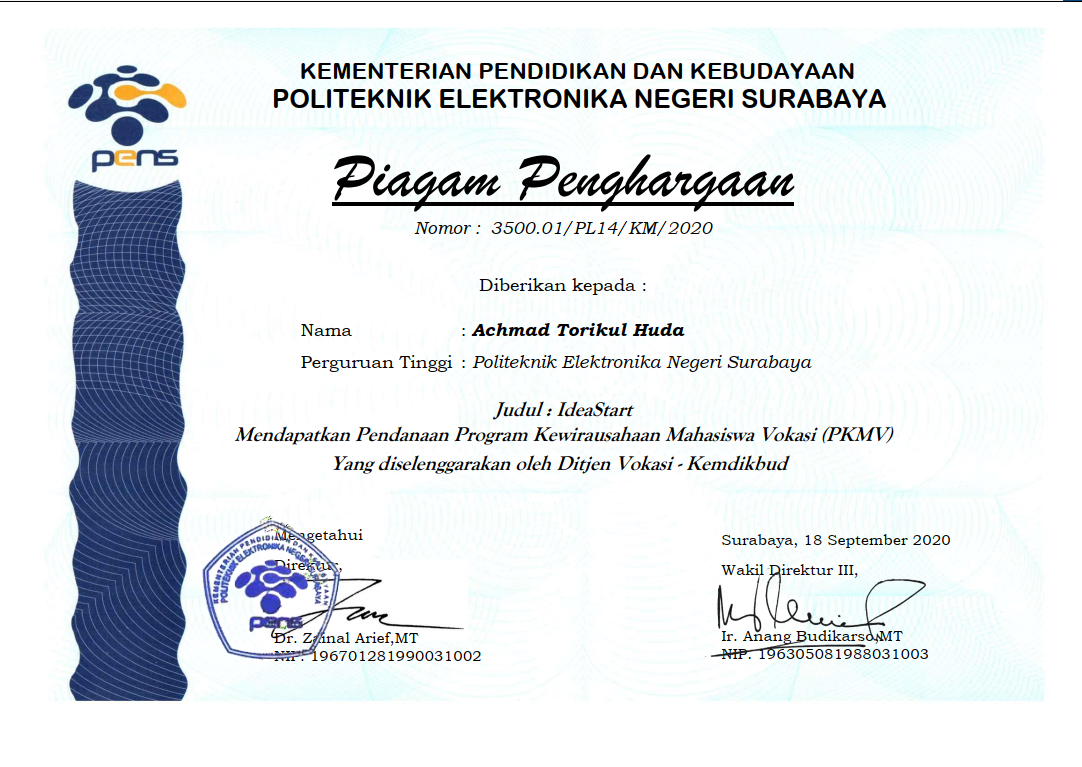 KEMENTERIAN PENDIDIKAN DAN KEBUDAYAAN
POLITEKNIK ELEKTRONIKA NEGERI SURABAYA
pens
Piagam Penghargaan
Nomor : 3500.01/PL14/KM/2020
Diberikan kepada :
Nama : Achmad Torikul Huda
Perguruan Tinggi : Politeknik Elektronika Negeri Surabaya
Judul : IdeaStart
Mendapatkan Pendanaan Program Kewirausahaan Mahasiswa Vokasi (PKMV)
Yang diselenggarakan oleh Ditjen Vokasi - Kemdikbud
Mengetahui
Direktur,
KEMENTERIAN PENDIDIKAN DAN KEBUDAYAAN
POLITEKNIK ELEKTRONIKA NEGERI SURABAYA
pens
Dr. Zainal Arief,MT
NIP. 196701281990031002
Surabaya, 18 September 2020
Wakil Direktur III,
Ir. Anang Budikarso,MT
NIP. 196305081988031003